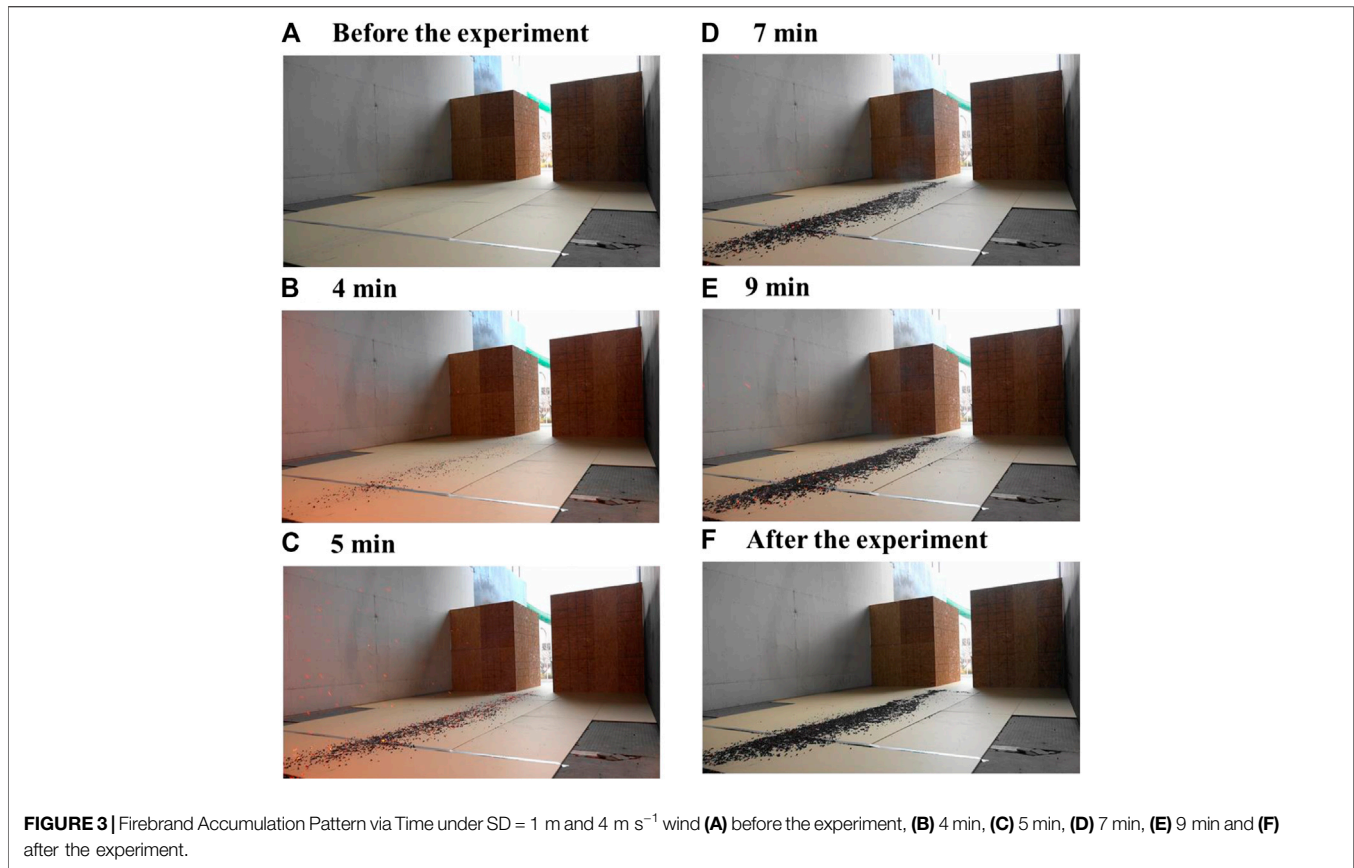 A Before the experiment
B 4 min
C 5 min
D 7 min
E 9 min
F After the experiment
FIGURE 3 | Firebrand Accumulation Pattern via Time under SD = 1 m and 4 m s⁻¹ wind (A) before the experiment, (B) 4 min, (C) 5 min, (D) 7 min, (E) 9 min and (F)
after the experiment.